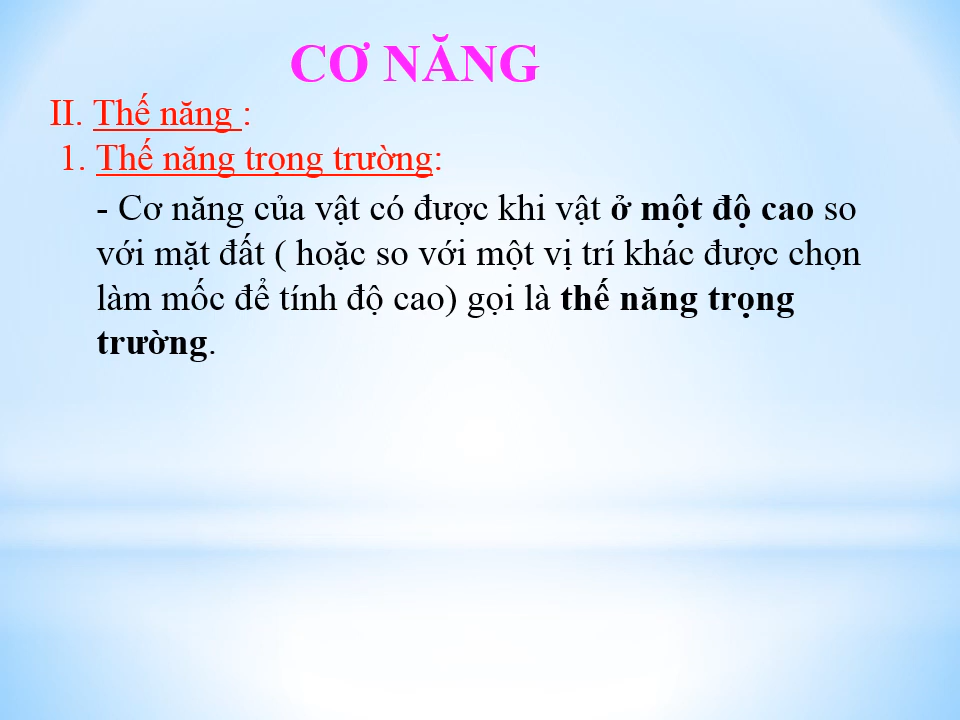 CƠ NĂNG
II. Thế năng :
1. Thế năng trọng trường:
- Cơ năng của vật có được khi vật ở một độ cao so
với mặt đất ( hoặc so với một vị trí khác được chọn
làm mốc để tính độ cao) gọi là thế năng trọng
trường.